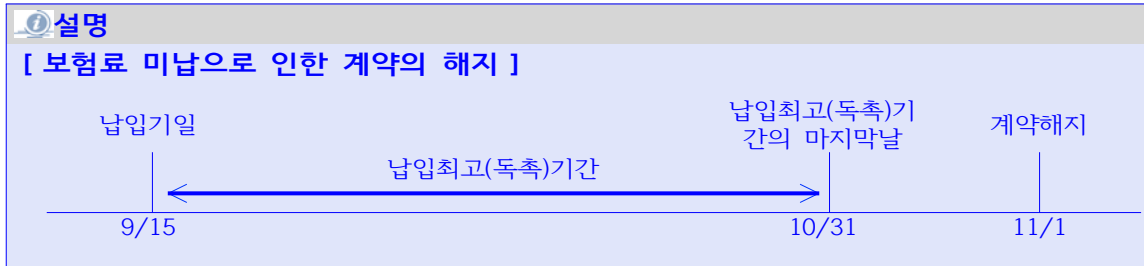 설명
[ 보험료 미납으로 인한 계약의 해지 ]
납입기일
납입최고(독촉)기
간의 마지막날
계약해지
납입최고(독촉)기간
9/15
10/31
11/1